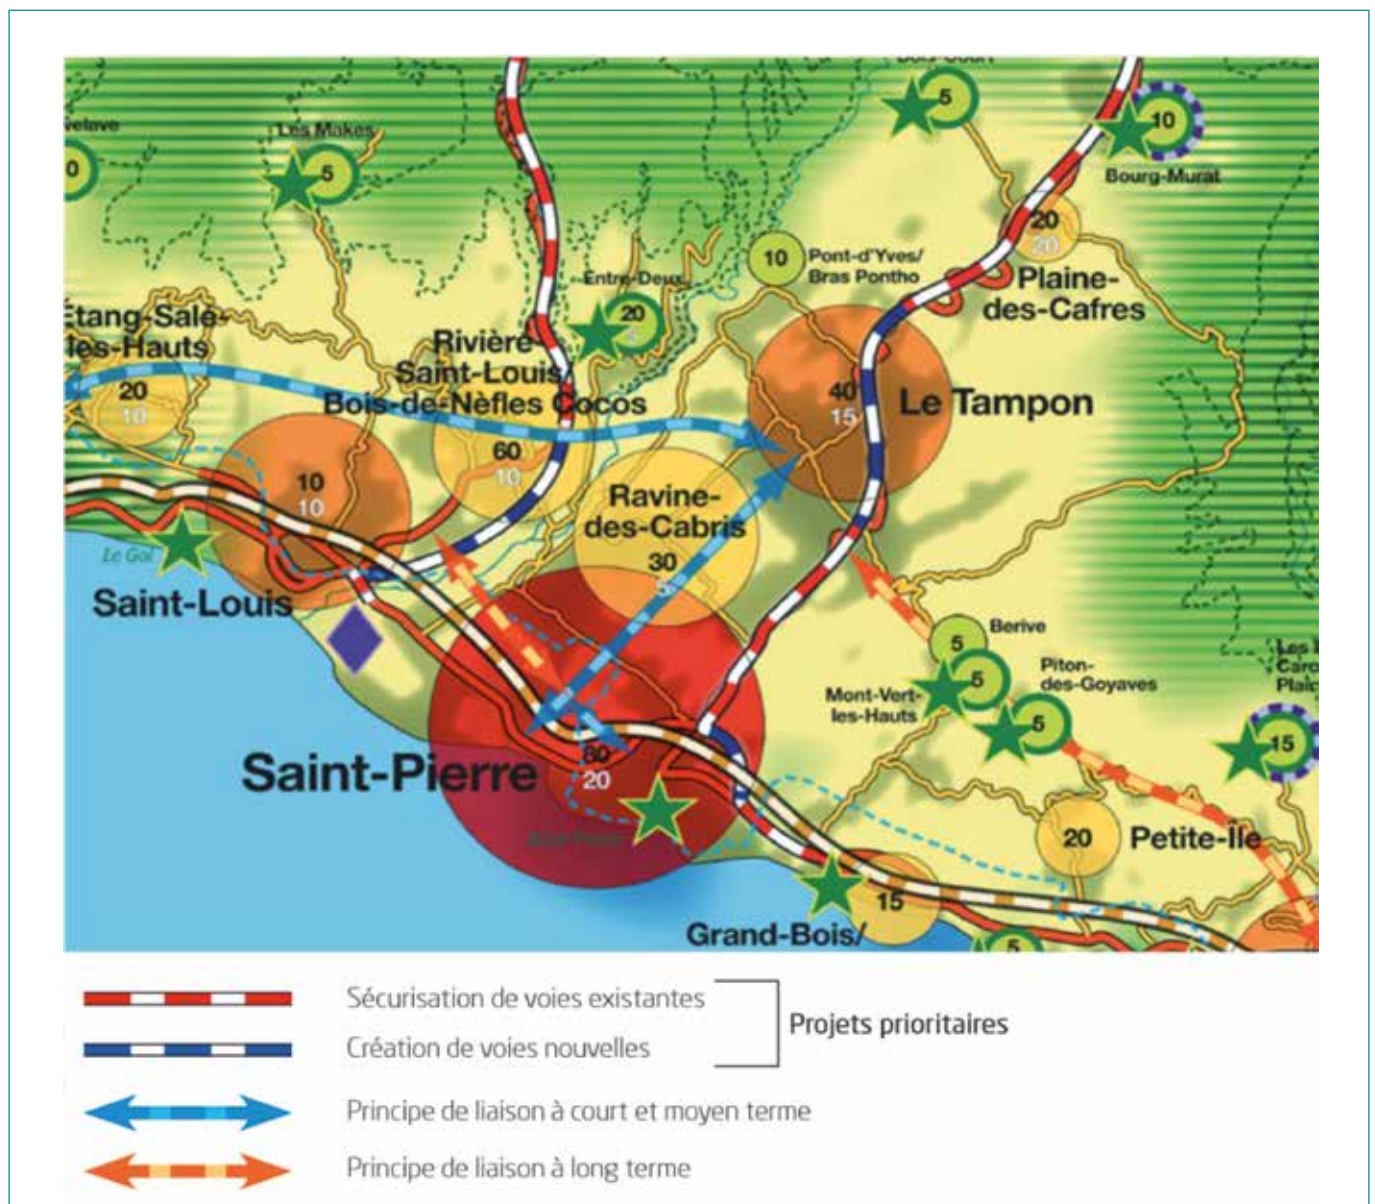 Les Makes
5
5
10
Bourg-Murat
20
20
Plaine-
des-Cafres
10
Pont-d'Yves/
Bras Pontho
Entre-Deux
20
Étang-Salé-
les-Hauts
20
10
Rivière-
Saint-Louis/
Bois-de-Nèfles Cocos
60
10
40
15
Le Tampon
10
10
Ravine-
des-Cabris
30
5
Le Gol
Saint-Louis
Berive
5
5
Piton-
des-Goyaves
5
Mont-Vert-
les-Hauts
15
Saint-Pierre
80
20
20
Petite-Île
15
Grand-Bois/
5
Sécurisation de voies existantes
Création de voies nouvelles
Projets prioritaires
Principe de liaison à court et moyen terme
Principe de liaison à long terme